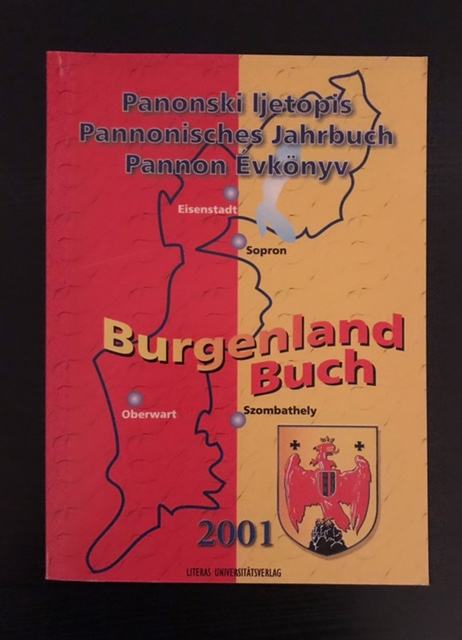 Panonski ljetopis
Pannonisches Jahrbuch
Pannon Évkönyv
Eisenstadt
Sopron
Burgenland
Buch
Oberwart
Szombathely
2001
LITERAS UNIVERSITÄTSVERLAG